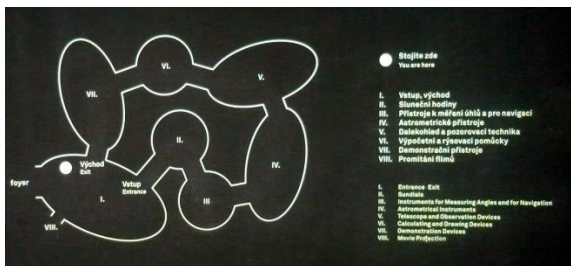 VI.
V.
VII.
II.
IV.
Východ
Exit
Vstup
Entrance
foyer
I.
III.
VIII.
Stojíte zde
You are here
I. Vstup, východ
II. Sluneční hodiny
III. Přístroje k měření úhlů a pro navigaci
IV. Astrometrické přístroje
V. Dalekohled a pozorovací technika
VI. Výpočetní a rýsovací pomůcky
VII. Demonstrační přístroje
VIII. Promítání filmů
I. Entrance Exit
II. Sundials
III. Instruments for Measuring Angles and for Navigation
IV. Astrometrical Instruments
V. Telescope and Observation Devices
VI. Calculating and Drawing Devices
VII. Demonstration Devices
VIII. Movie Projection